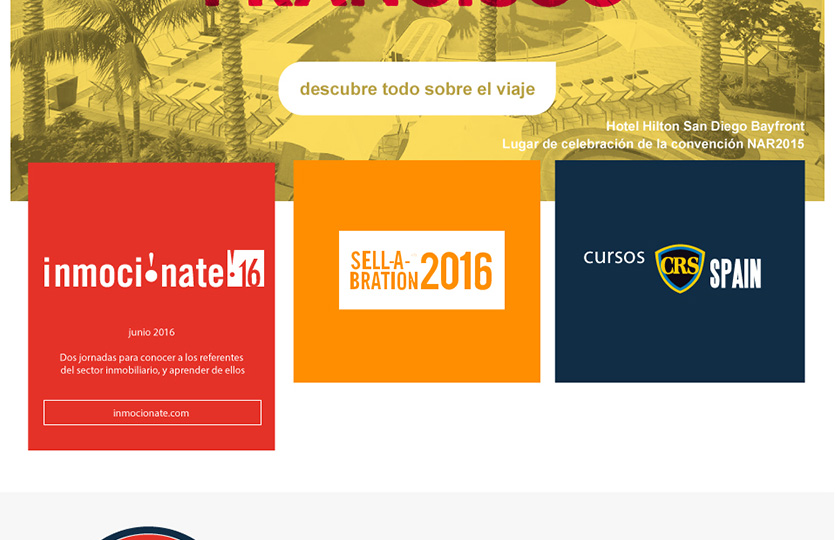 FRANCISCO
descubre todo sobre el viaje
Hotel Hilton San Diego Bayfront
Lugar de celebración de la convención NAR2015
inmoci!nate!16
junio 2016
Dos jornadas para conocer a los referentes
del sector inmobiliario, y aprender de ellos
inmocionate.com
SELL-A-
BRATION 2016
cursos CRS SPAIN